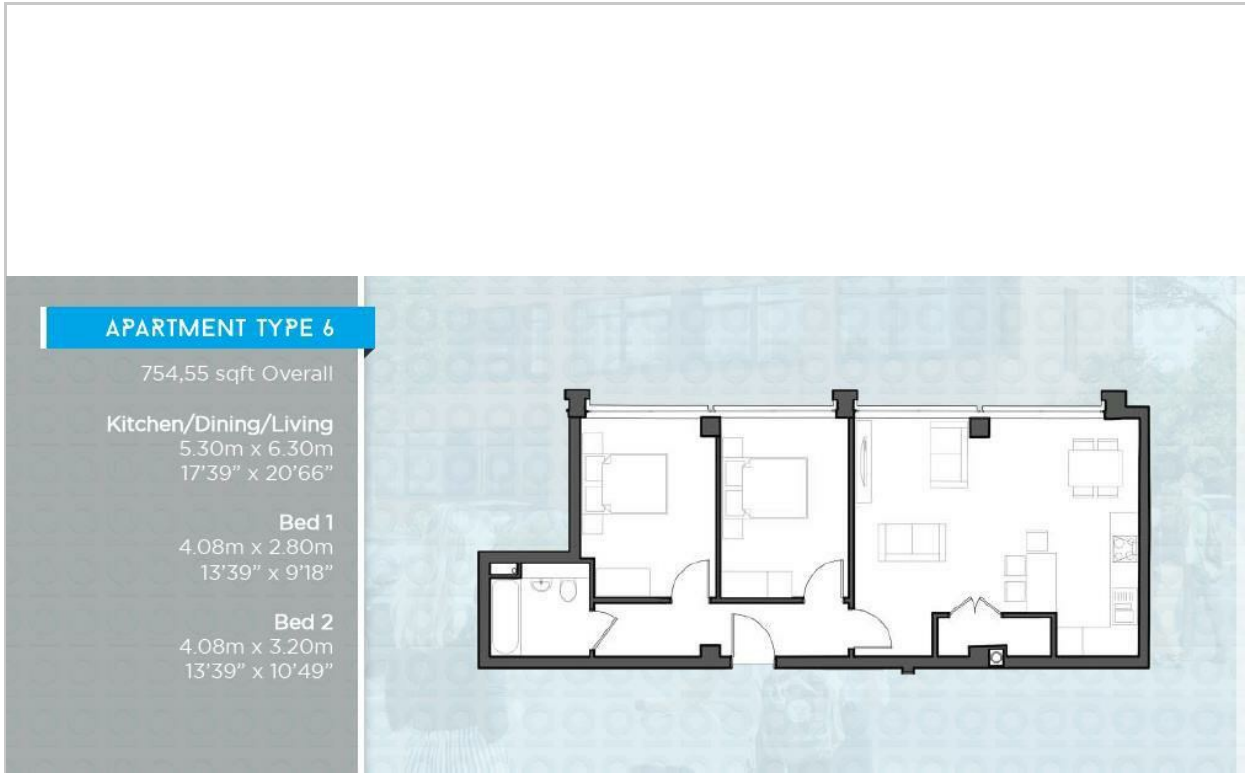 APARTMENT TYPE 6
754,55 sqft Overall
Kitchen/Dining/Living
5.30m x 6.30m
17'39" x 20'66"
Bed 1
4.08m x 2.80m
13'39" x 9'18"
Bed 2
4.08m x 3.20m
13'39" x 10'49"